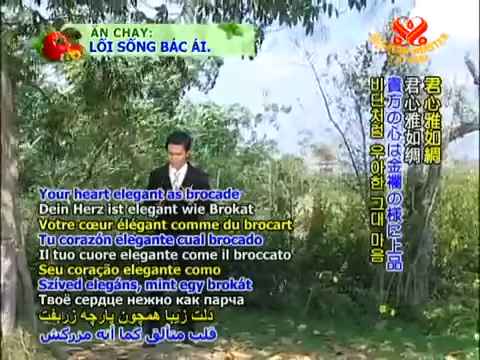 ĂN CHAY:
LỐI SỐNG BÁC ÁI.
君心雅如綢
君心雅如绸
貴方の心は金襴の様に上品
비단처럼 우아한 그대 마음
Your heart elegant as brocade
Dein Herz ist elegant wie Brokat
Votre cœur élégant comme du brocart
Tu corazón elegante cual brocado
Il tuo cuore elegante come il broccato
Seu coração elegante como
Szíved elegáns, mint egy brokát
Твоё сердце нежно как парча
دلت زیبا همچون پارچه زربفت
قلب متألق كما أنه مزركش